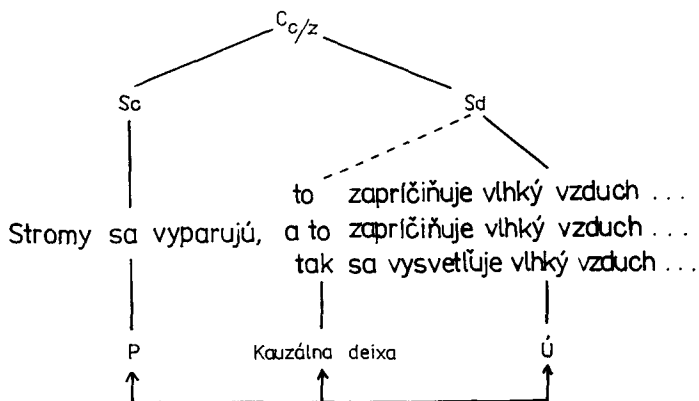 C c/z
Sc Sd
to zapríčiňuje vlhký vzduch ...
Stromy sa vyparujú, a to zapríčiňuje vlhký vzduch ...
tak sa vysvetľuje vlhký vzduch ...
P Kauzálna deixa Ú